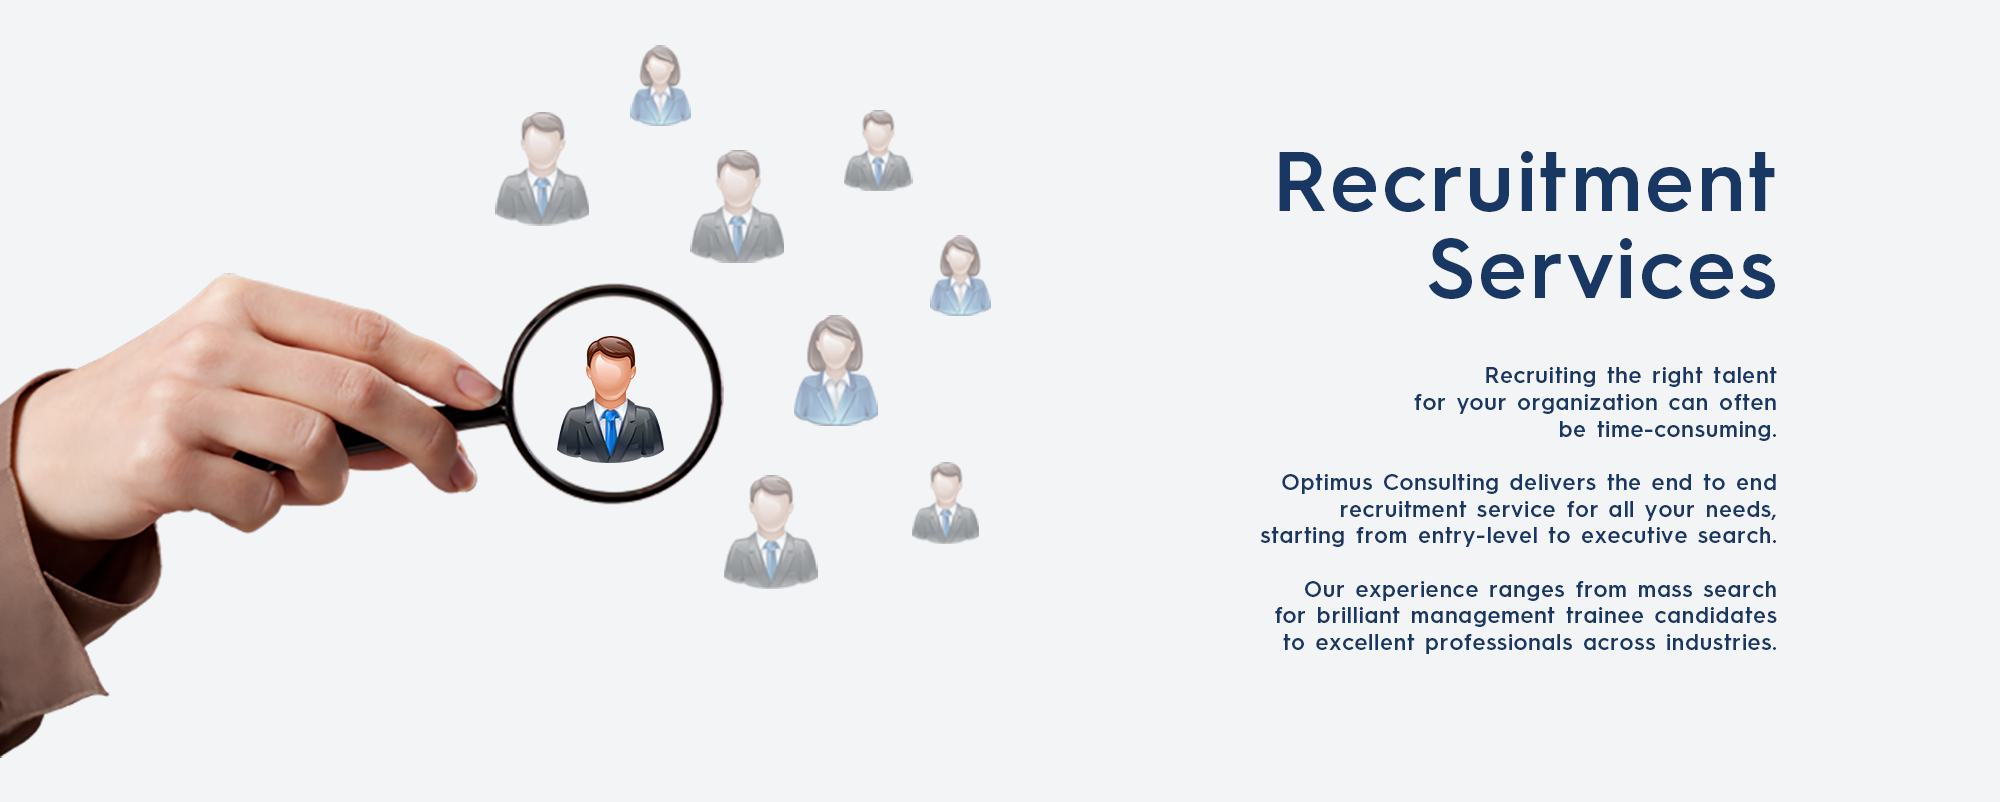 Recruitment
Services
Recruiting the right talent
for your organization can often
be time-consuming.
Optimus Consulting delivers the end to end
recruitment service for all your needs,
starting from entry-level to executive search.
Our experience ranges from mass search
for brilliant management trainee candidates
to excellent professionals across industries.